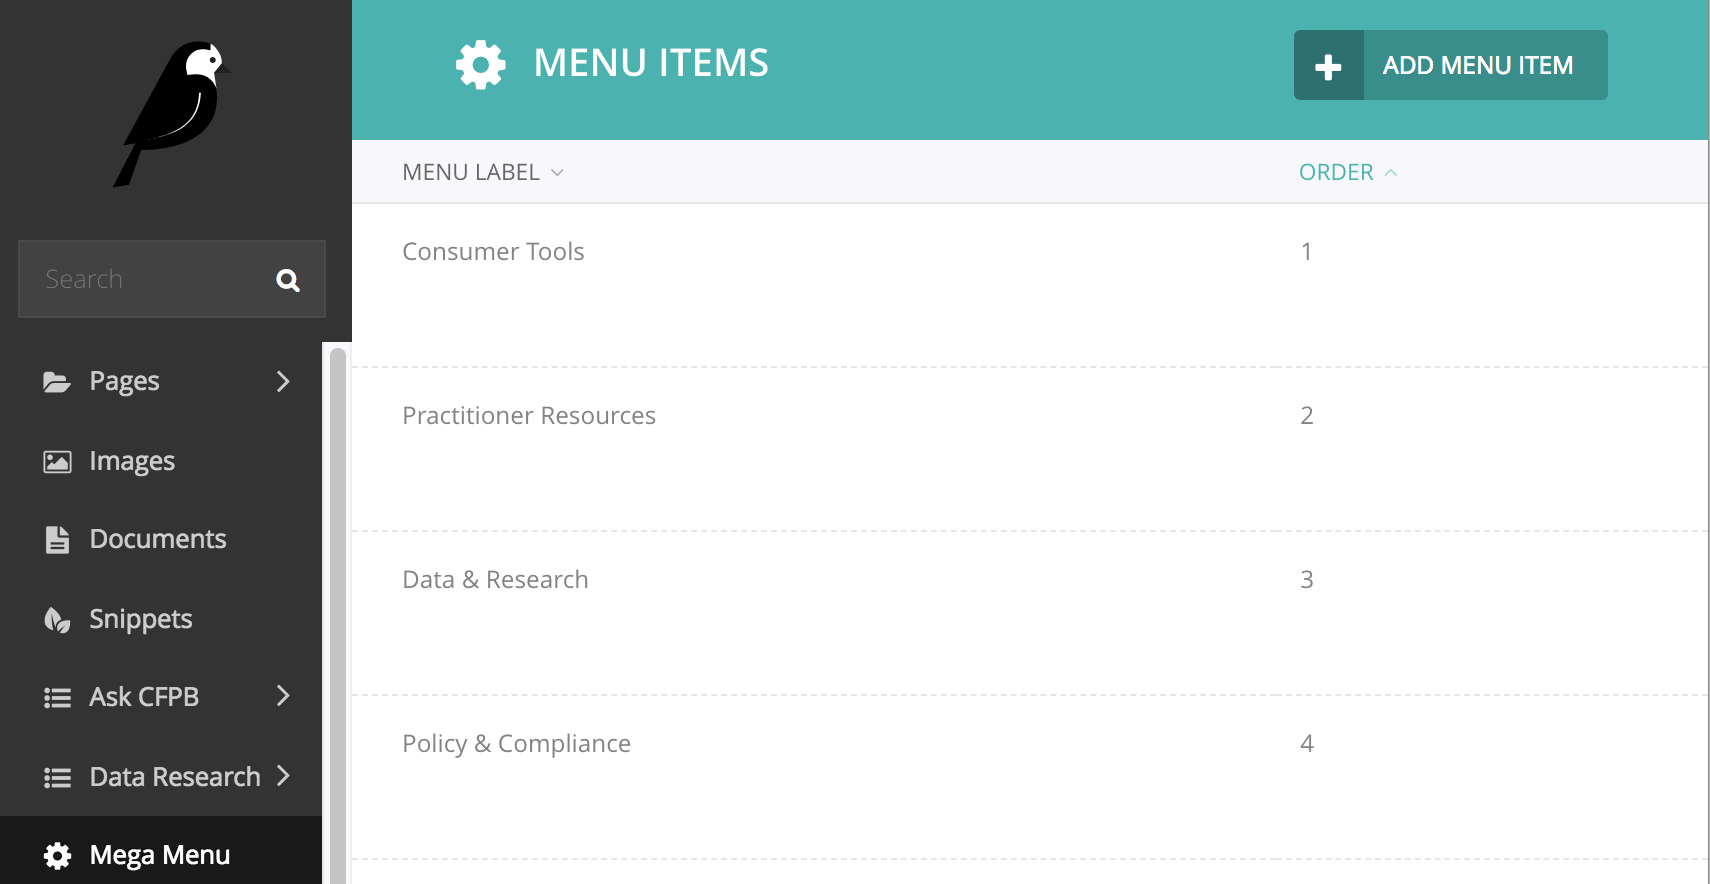 MENU ITEMS
ADD MENU ITEM
MENU LABEL
ORDER
Search
Consumer Tools
1
Practitioner Resources
2
Data & Research
3
Policy & Compliance
4
Pages
Images
Documents
Snippets
Ask CFPB
Data Research
Mega Menu